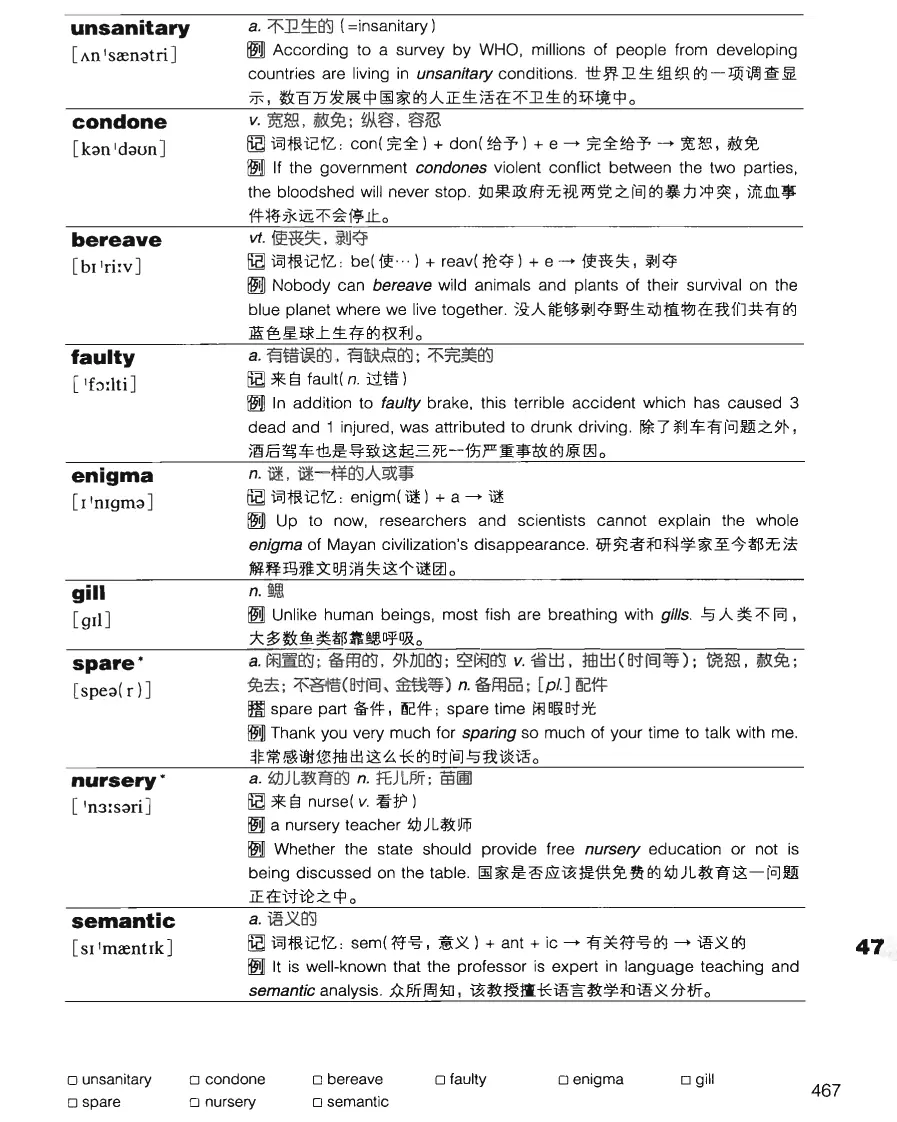 unsanitary a. 不卫生的 (=insanitary)
[ʌnˈsænətri] 例 According to a survey by WHO, millions of people from developing
countries are living in unsanitary conditions. 世界卫生组织的一项调查显
示，数百万发展中国家的人正生活在不卫生的环境中。
condone v. 宽恕，赦免；纵容，容忍
[kənˈdəʊn] 记 词根记忆：con(完全) + don(给予) + e → 完全给予 → 宽恕，赦免
例 If the government condones violent conflict between the two parties,
the bloodshed will never stop. 如果政府无视两党之间的暴力冲突，流血事
件将永远不会停止。
bereave vt. 使丧失，剥夺
[bɪˈriːv] 记 词根记忆：be(使…) + reav(抢夺) + e → 使丧失，剥夺
例 Nobody can bereave wild animals and plants of their survival on the
blue planet where we live together. 没人能够剥夺野生动植物在我们共有的
蓝色星球上生存的权利。
faulty a. 有错误的，有缺点的；不完美的
[ˈfɔːlti] 记 来自 fault(n. 过错)
例 In addition to faulty brake, this terrible accident which has caused 3
dead and 1 injured, was attributed to drunk driving. 除了刹车有问题之外，
酒后驾车也是导致这起三死一伤严重事故的原因。
enigma n. 谜，谜一样的人或事
[ɪˈnɪgmə] 记 词根记忆：enigm(谜) + a → 谜
例 Up to now, researchers and scientists cannot explain the whole
enigma of Mayan civilization's disappearance. 研究者和科学家至今都无法
解释玛雅文明消失这个谜团。
gill n. 鳃
[gɪl] 例 Unlike human beings, most fish are breathing with gills. 与人类不同，
大多数鱼类都靠鳃呼吸。
spare* a. 闲置的；备用的，外加的；空闲的 v. 省出，抽出(时间等)；饶恕，赦免；
[speə(r)] 免去；不吝惜(时间、金钱等) n. 备用品；[pl.] 配件
搭 spare part 备件，配件；spare time 闲暇时光
例 Thank you very much for sparing so much of your time to talk with me.
非常感谢您抽出这么长的时间与我谈话。
nursery* a. 幼儿教育的 n. 托儿所；苗圃
[ˈnɜːsəri] 记 来自 nurse(v. 看护)
例 a nursery teacher 幼儿教师
例 Whether the state should provide free nursery education or not is
being discussed on the table. 国家是否应该提供免费的幼儿教育这一问题
正在讨论之中。
semantic a. 语义的
[sɪˈmæntɪk] 记 词根记忆：sem(符号，意义) + ant + ic → 有关符号的 → 语义的
47
例 It is well-known that the professor is expert in language teaching and
semantic analysis. 众所周知，该教授擅长语言教学和语义分析。
□ unsanitary □ condone □ bereave □ faulty □ enigma □ gill
□ spare □ nursery □ semantic
467